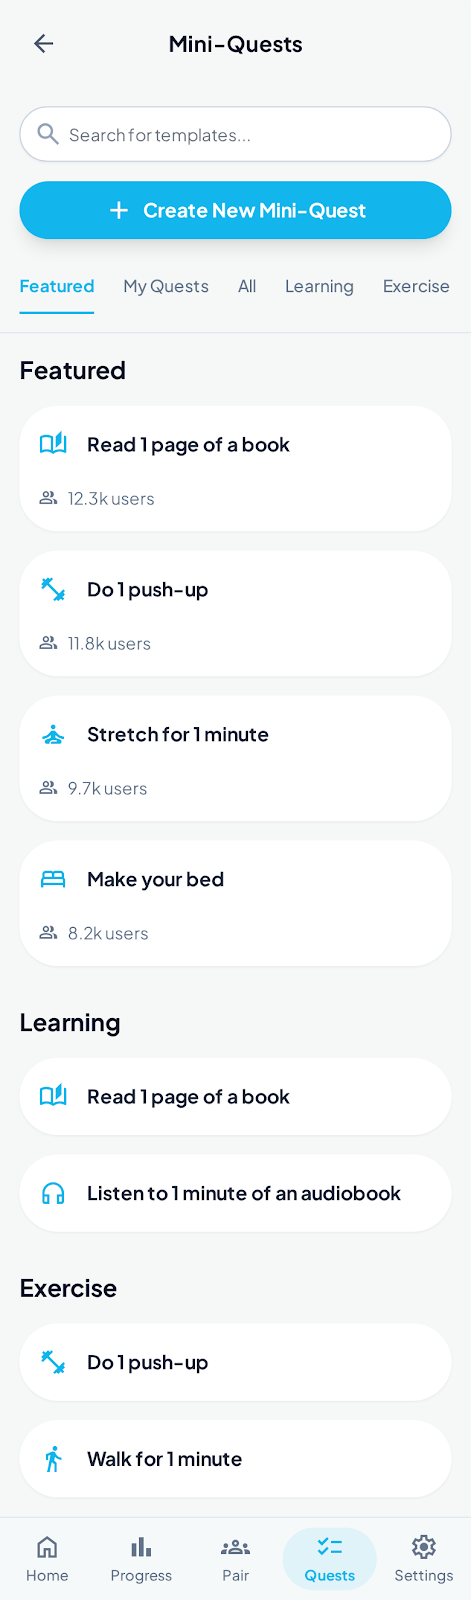 Mini-Quests
Search for templates...
Create New Mini-Quest
Featured My Quests All Learning Exercise
Featured
Read 1 page of a book
12.3k users
Do 1 push-up
11.8k users
Stretch for 1 minute
9.7k users
Make your bed
8.2k users
Learning
Read 1 page of a book
Listen to 1 minute of an audiobook
Exercise
Do 1 push-up
Walk for 1 minute
Home Progress Pair Quests Settings